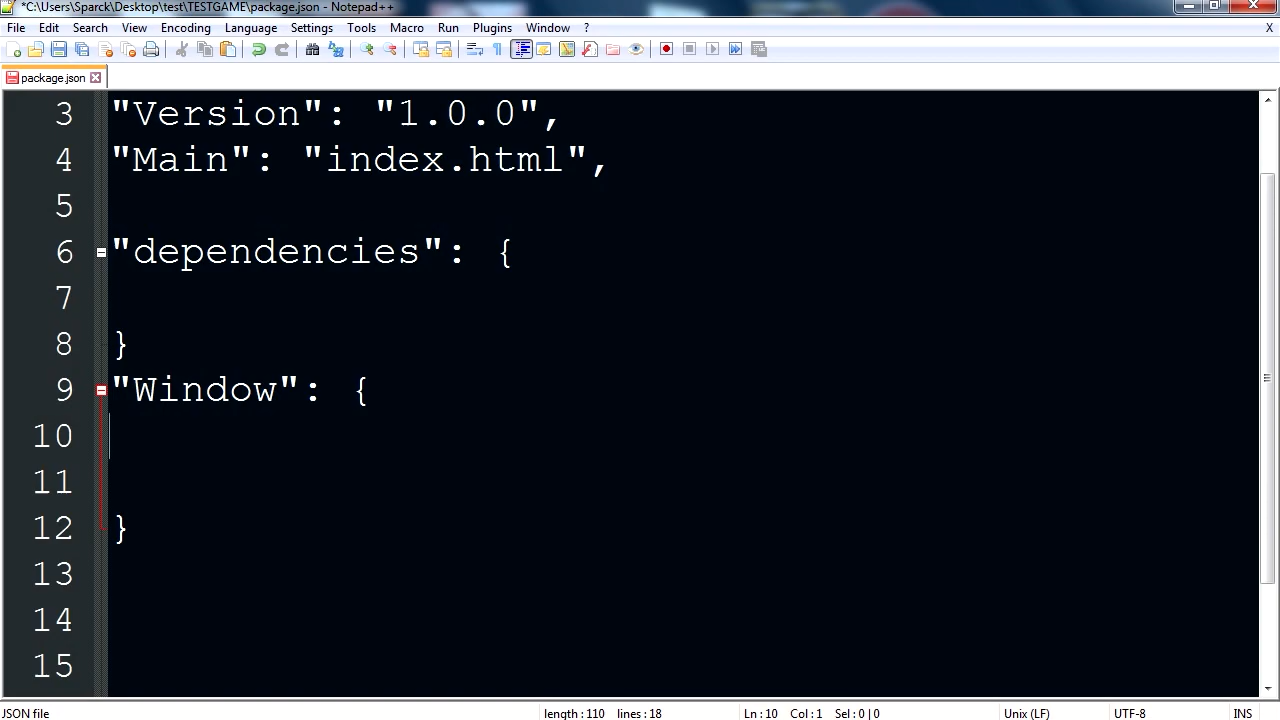 *C:\Users\Sparck\Desktop\test\TESTGAME\package.json - Notepad++
File Edit Search View Encoding Language Settings Tools Macro Run Plugins Window ? X
package.json
3 "Version": "1.0.0",
4 "Main": "index.html",
5
6 "dependencies": {
7
8 }
9 "Window": {
10
11
12 }
13
14
15
JSON file length : 110 lines : 18 Ln : 10 Col : 1 Sel : 0 | 0 Unix (LF) UTF-8 INS